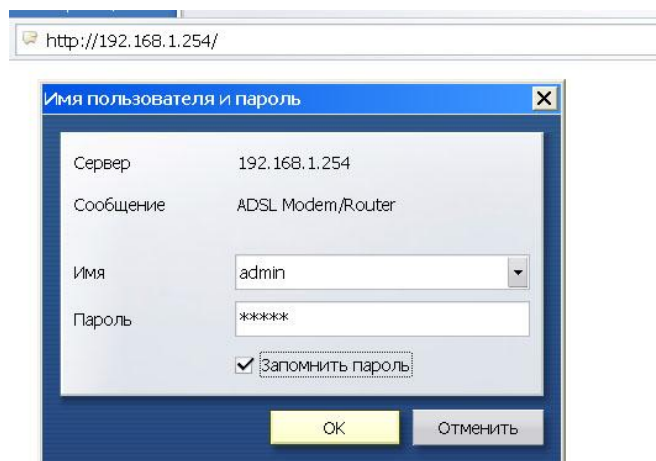 http://192.168.1.254/
Имя пользователя и пароль
Сервер 192.168.1.254
Сообщение ADSL Modem/Router
Имя admin
Пароль *****
Запомнить пароль
OK Отменить